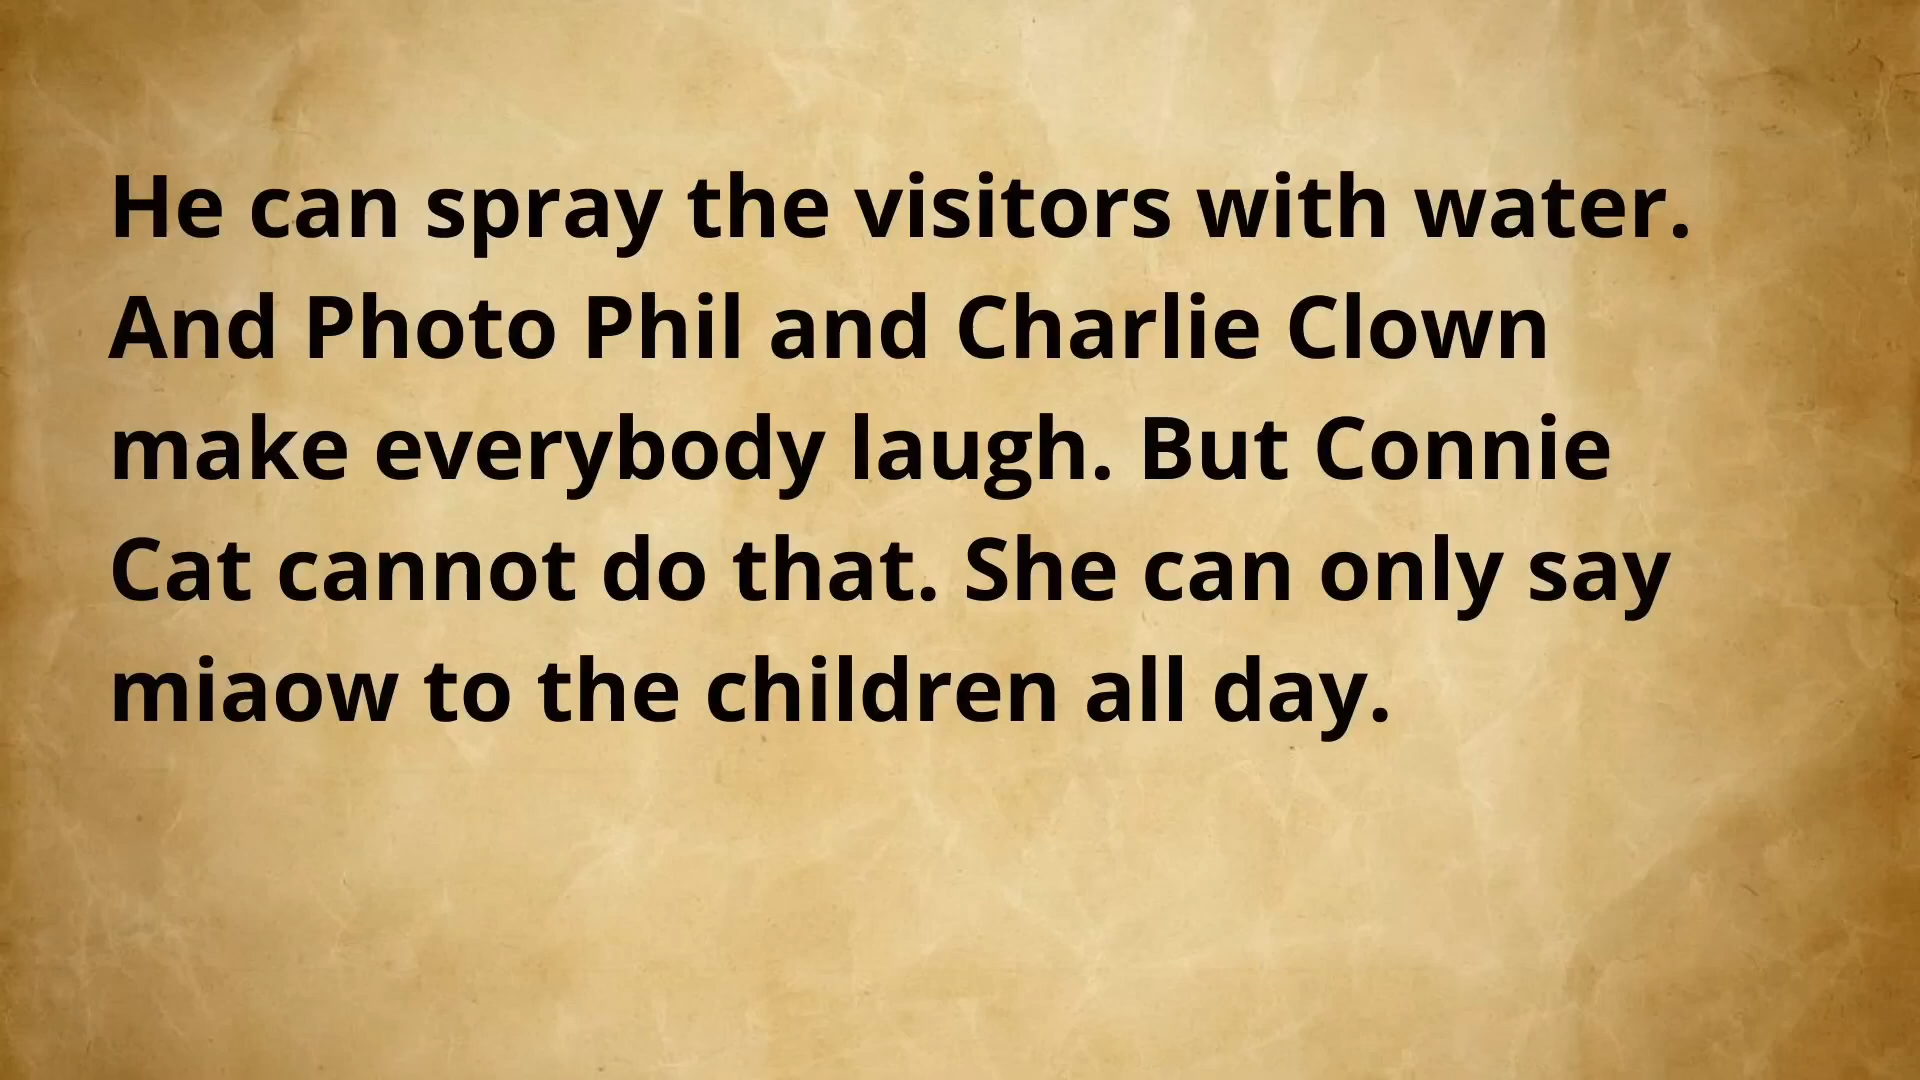 He can spray the visitors with water.
And Photo Phil and Charlie Clown
make everybody laugh. But Connie
Cat cannot do that. She can only say
miaow to the children all day.